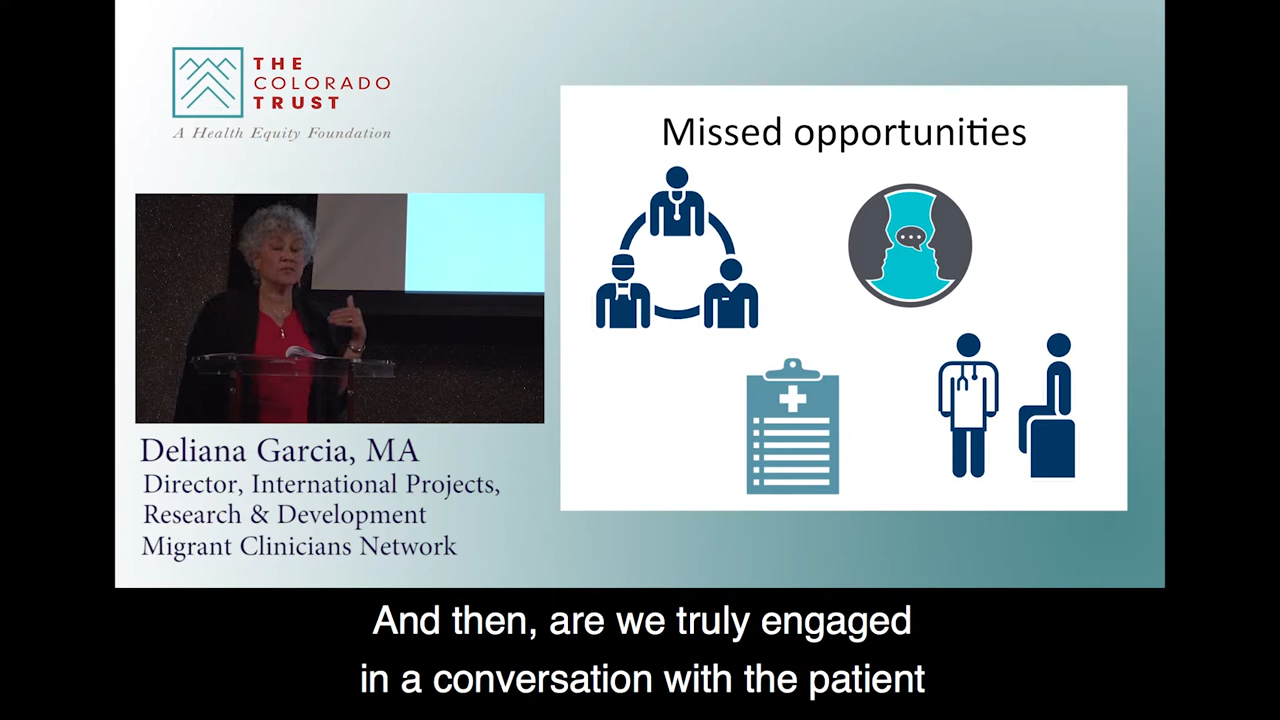 THE
COLORADO
TRUST
A Health Equity Foundation
Missed opportunities
Deliana Garcia, MA
Director, International Projects,
Research & Development
Migrant Clinicians Network
And then, are we truly engaged
in a conversation with the patient